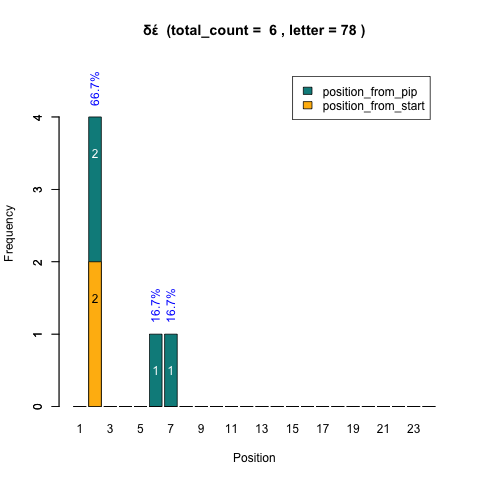 δέ (total_count = 6 , letter = 78 )
position_from_pip
position_from_start
66.7%
16.7%
16.7%
2
2
1
1
Frequency
0
1
2
3
4
1 3 5 7 9 11 13 15 17 19 21 23
Position